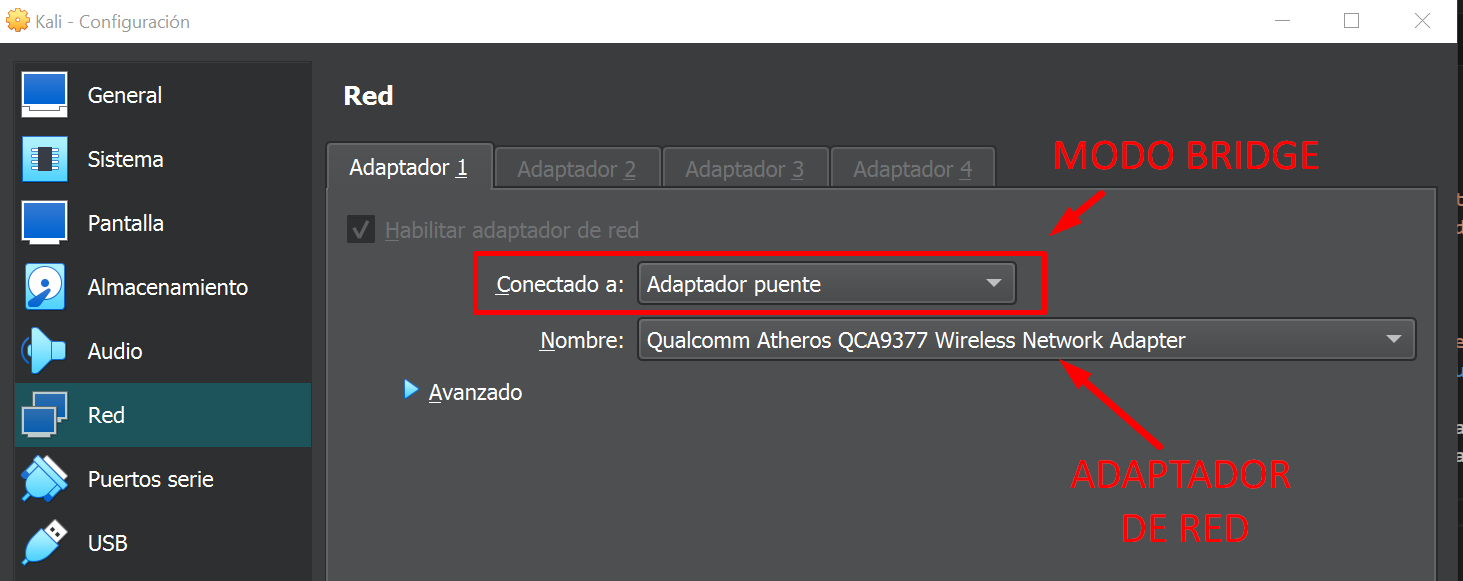 Kali - Configuración
General
Sistema
Pantalla
Almacenamiento
Audio
Red
Puertos serie
USB
Red
Adaptador 1
Adaptador 2
Adaptador 3
Adaptador 4
MODO BRIDGE
Habilitar adaptador de red
Conectado a: Adaptador puente
Nombre: Qualcomm Atheros QCA9377 Wireless Network Adapter
Avanzado
ADAPTADOR
DE RED